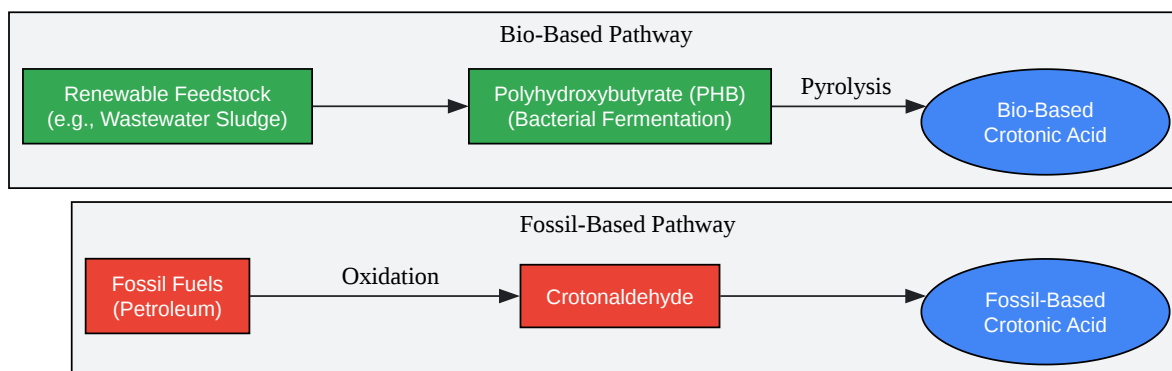 Bio-Based Pathway
Renewable Feedstock
(e.g., Wastewater Sludge)
Polyhydroxybutyrate (PHB)
(Bacterial Fermentation)
Pyrolysis
Bio-Based
Crotonic Acid
Fossil-Based Pathway
Fossil Fuels
(Petroleum)
Oxidation
Crotonaldehyde
Fossil-Based
Crotonic Acid